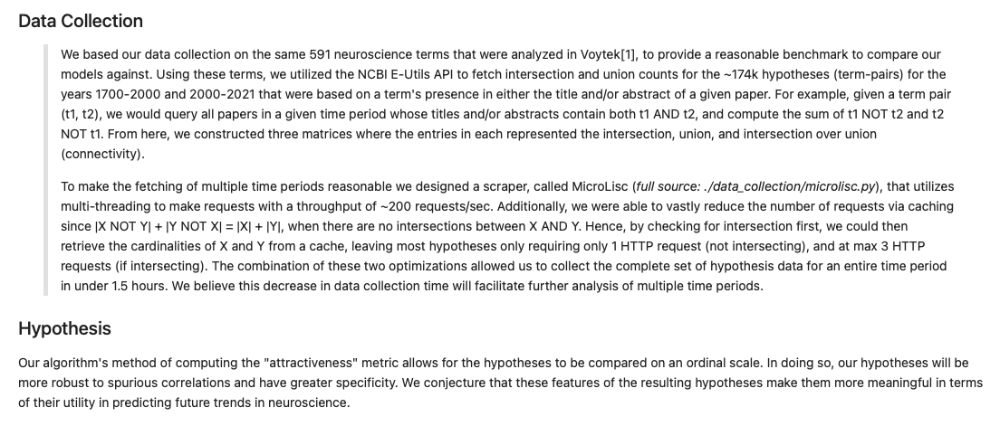 Data Collection
We based our data collection on the same 591 neuroscience terms that were analyzed in Voytek[1], to provide a reasonable benchmark to compare our
models against. Using these terms, we utilized the NCBI E-Utils API to fetch intersection and union counts for the ~174k hypotheses (term-pairs) for the
years 1700-2000 and 2000-2021 that were based on a term's presence in either the title and/or abstract of a given paper. For example, given a term pair
(t1, t2), we would query all papers in a given time period whose titles and/or abstracts contain both t1 AND t2, and compute the sum of t1 NOT t2 and t2
NOT t1. From here, we constructed three matrices where the entries in each represented the intersection, union, and intersection over union
(connectivity).
To make the fetching of multiple time periods reasonable we designed a scraper, called MicroLisc (full source: ./data_collection/microlisc.py), that utilizes
multi-threading to make requests with a throughput of ~200 requests/sec. Additionally, we were able to vastly reduce the number of requests via caching
since |X NOT Y| + |Y NOT X| = |X| + |Y|, when there are no intersections between X AND Y. Hence, by checking for intersection first, we could then
retrieve the cardinalities of X and Y from a cache, leaving most hypotheses only requiring only 1 HTTP request (not intersecting), and at max 3 HTTP
requests (if intersecting). The combination of these two optimizations allowed us to collect the complete set of hypothesis data for an entire time period
in under 1.5 hours. We believe this decrease in data collection time will facilitate further analysis of multiple time periods.
Hypothesis
Our algorithm's method of computing the "attractiveness" metric allows for the hypotheses to be compared on an ordinal scale. In doing so, our hypotheses will be
more robust to spurious correlations and have greater specificity. We conjecture that these features of the resulting hypotheses make them more meaningful in terms
of their utility in predicting future trends in neuroscience.